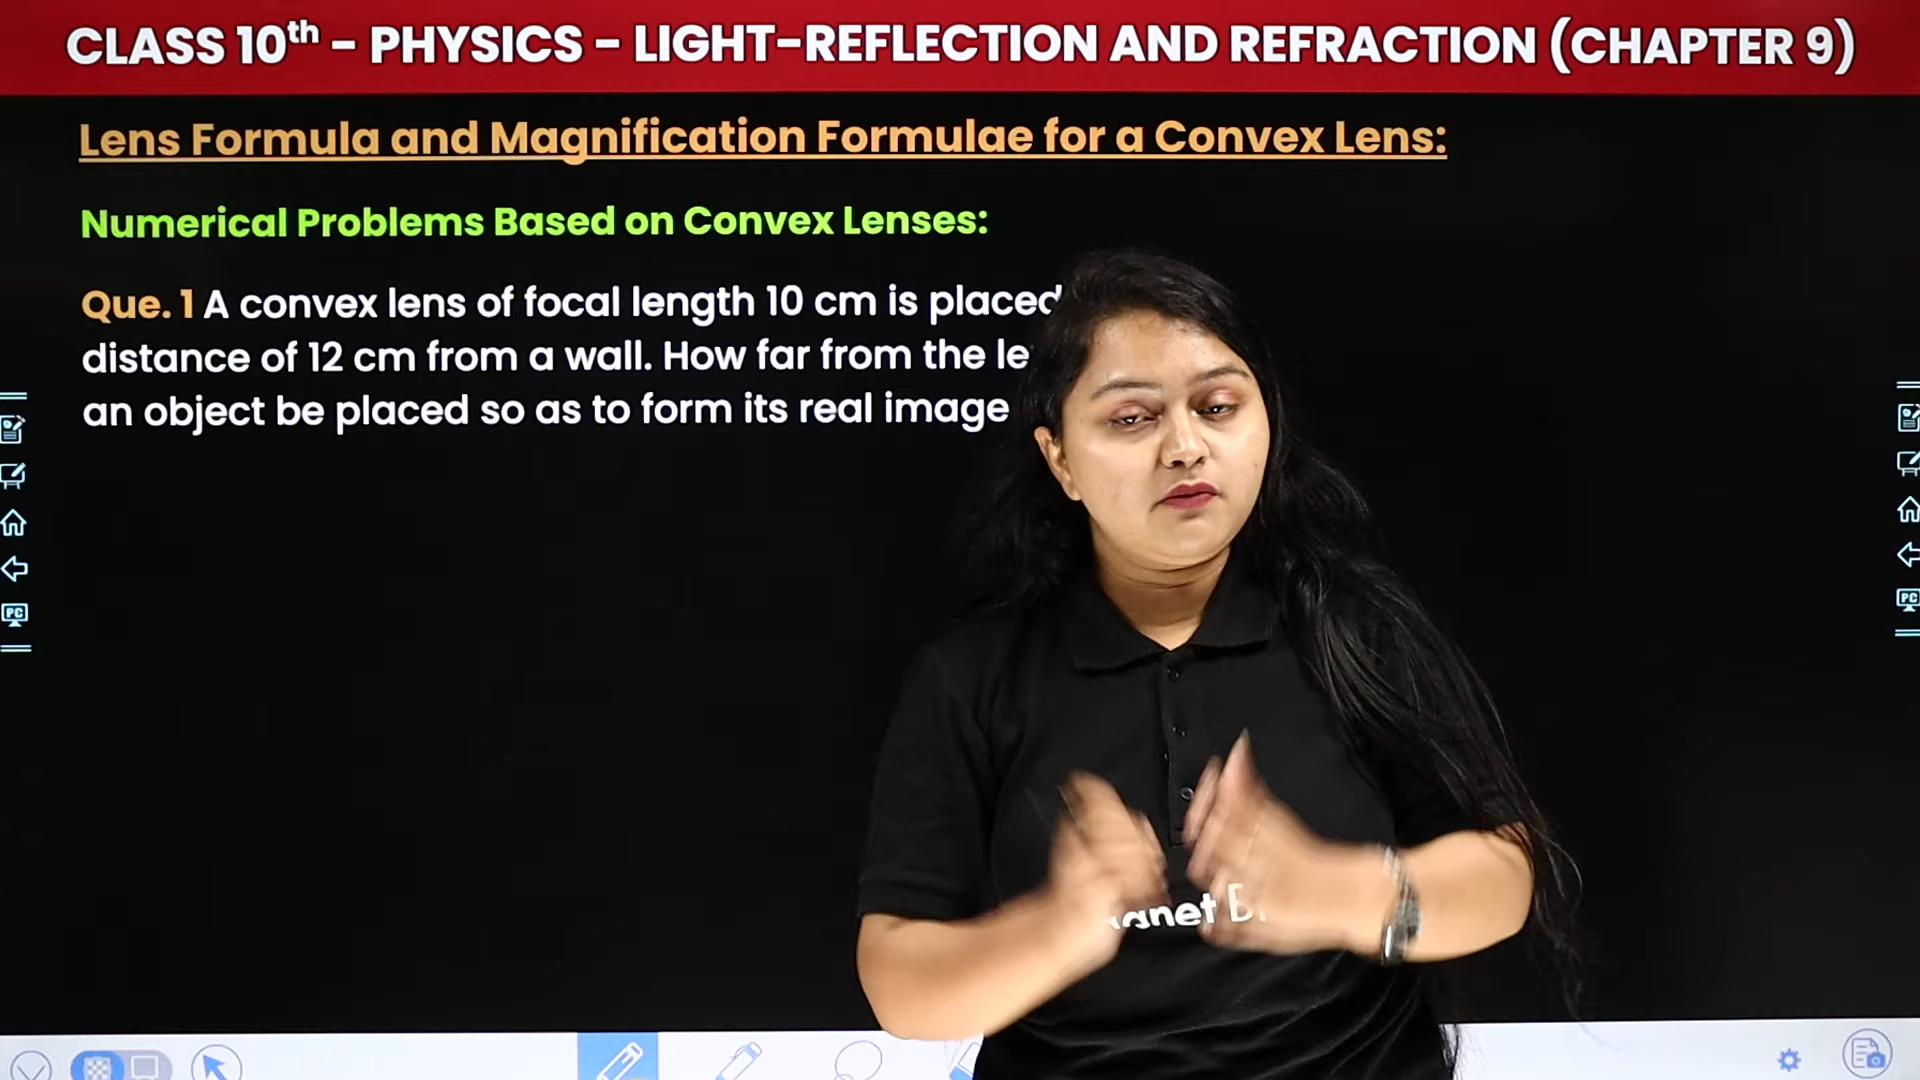 CLASS 10th - PHYSICS - LIGHT-REFLECTION AND REFRACTION (CHAPTER 9)
Lens Formula and Magnification Formulae for a Convex Lens:
Numerical Problems Based on Convex Lenses:
Que. 1 A convex lens of focal length 10 cm is placed
distance of 12 cm from a wall. How far from the
an object be placed so as to form its real image
PC
PC